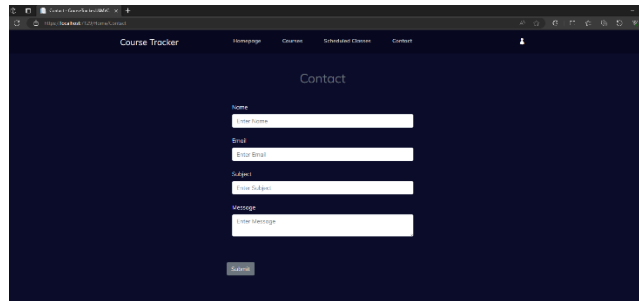 Course Tracker
Homepage Courses Scheduled Classes Contact
Contact
Name
Enter Name
Email
Enter Email
Subject
Enter Subject
Message
Enter Message
Submit